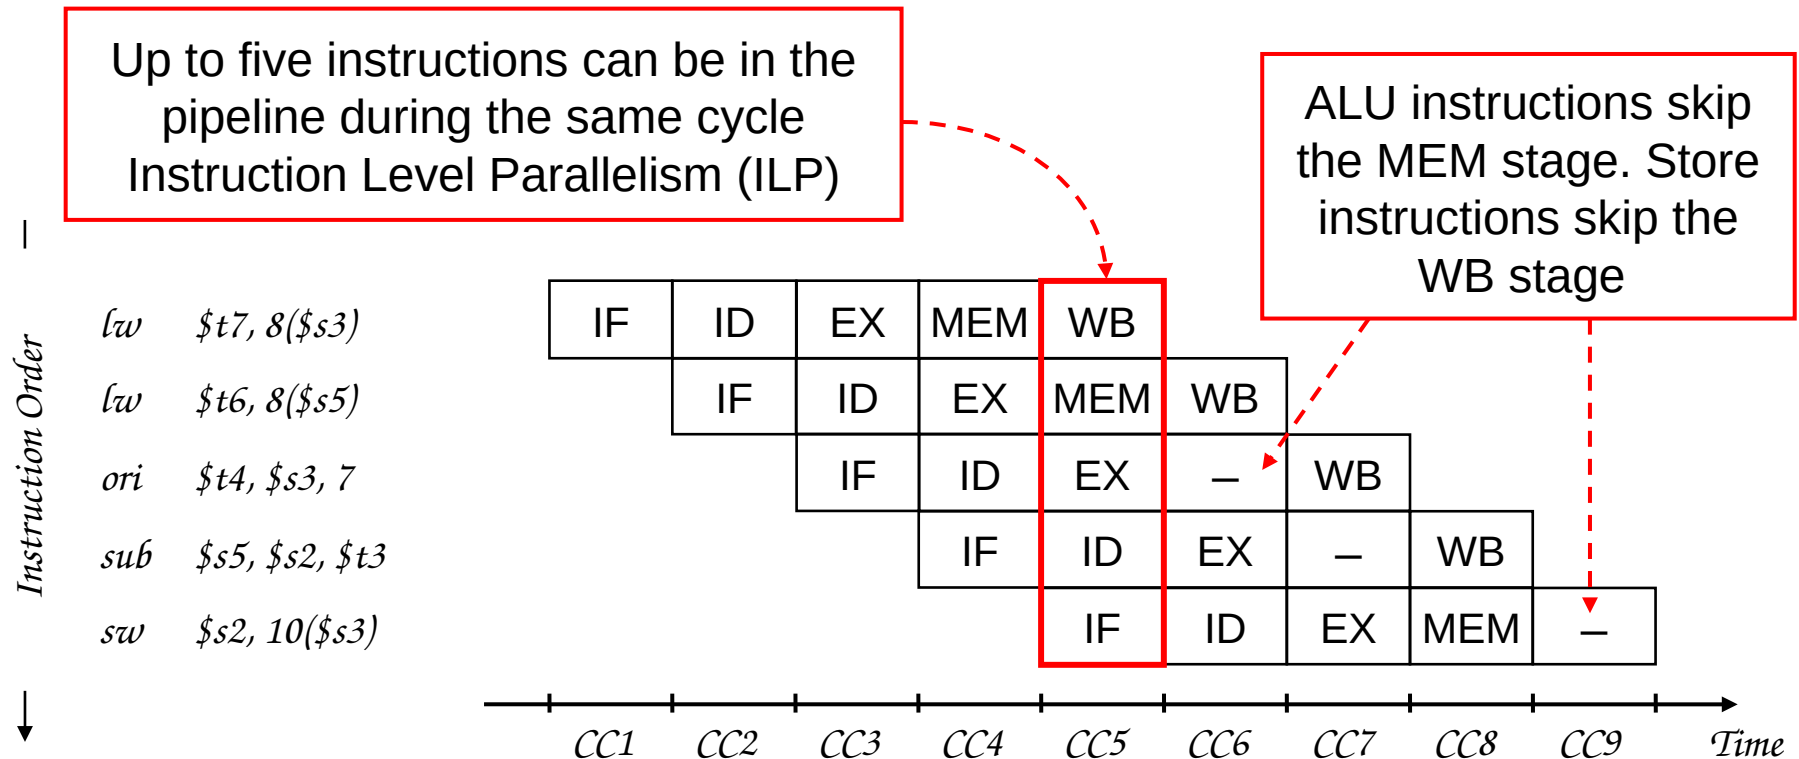 Up to five instructions can be in the
pipeline during the same cycle
Instruction Level Parallelism (ILP)
ALU instructions skip
the MEM stage. Store
instructions skip the
WB stage
Instruction Order
lw $t7, 8($s3) IF ID EX MEM WB
lw $t6, 8($s5) IF ID EX MEM WB
ori $t4, $s3, 7 IF ID EX – WB
sub $s5, $s2, $t3 IF ID EX – WB
sw $s2, 10($s3) IF ID EX MEM –
CC1 CC2 CC3 CC4 CC5 CC6 CC7 CC8 CC9 Time